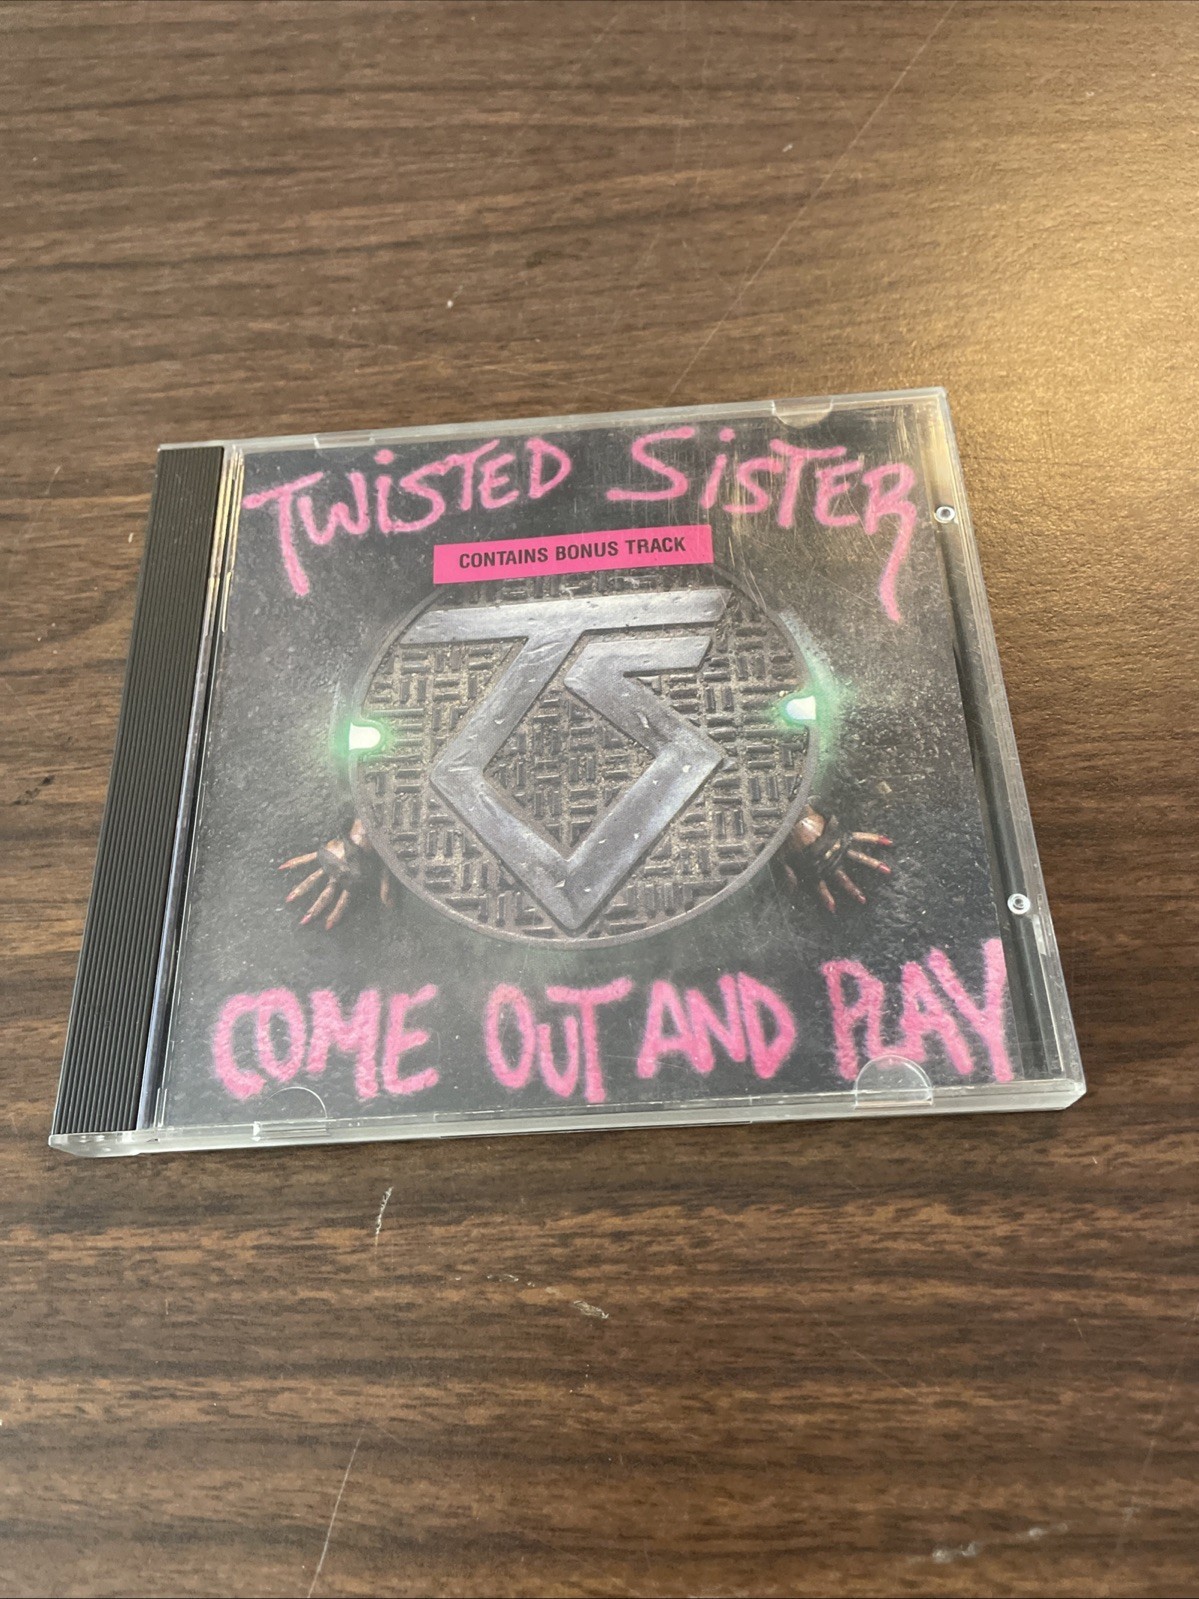 TWiSTED SiSTER
CONTAINS BONUS TRACK
TS
COME OuT AND PLAY